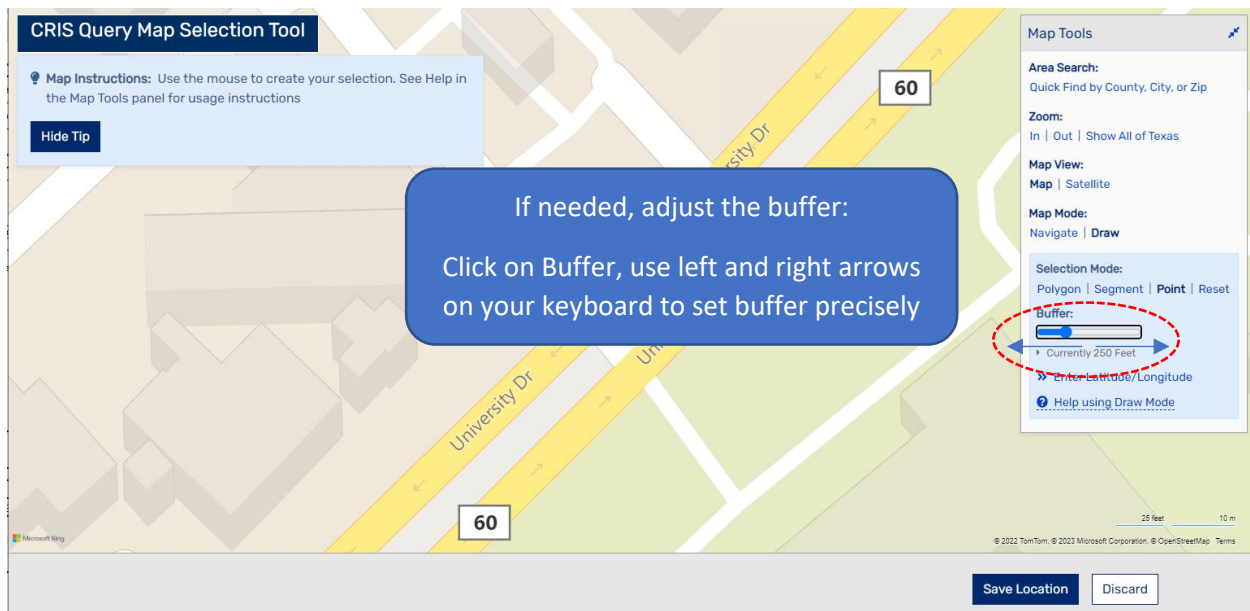 CRIS Query Map Selection Tool
Map Instructions: Use the mouse to create your selection. See Help in
the Map Tools panel for usage instructions
Hide Tip
60
University Dr
If needed, adjust the buffer:
Click on Buffer, use left and right arrows
on your keyboard to set buffer precisely
University Dr
60
Microsoft Bing
Map Tools
Area Search:
Quick Find by County, City, or Zip
Zoom:
In | Out | Show All of Texas
Map View:
Map | Satellite
Map Mode:
Navigate | Draw
Selection Mode:
Polygon | Segment | Point | Reset
Buffer:
Currently 250 Feet
Enter Latitude/Longitude
Help using Draw Mode
25 feet 10 m
© 2022 TomTom, © 2023 Microsoft Corporation, © OpenStreetMap Terms
Save Location
Discard